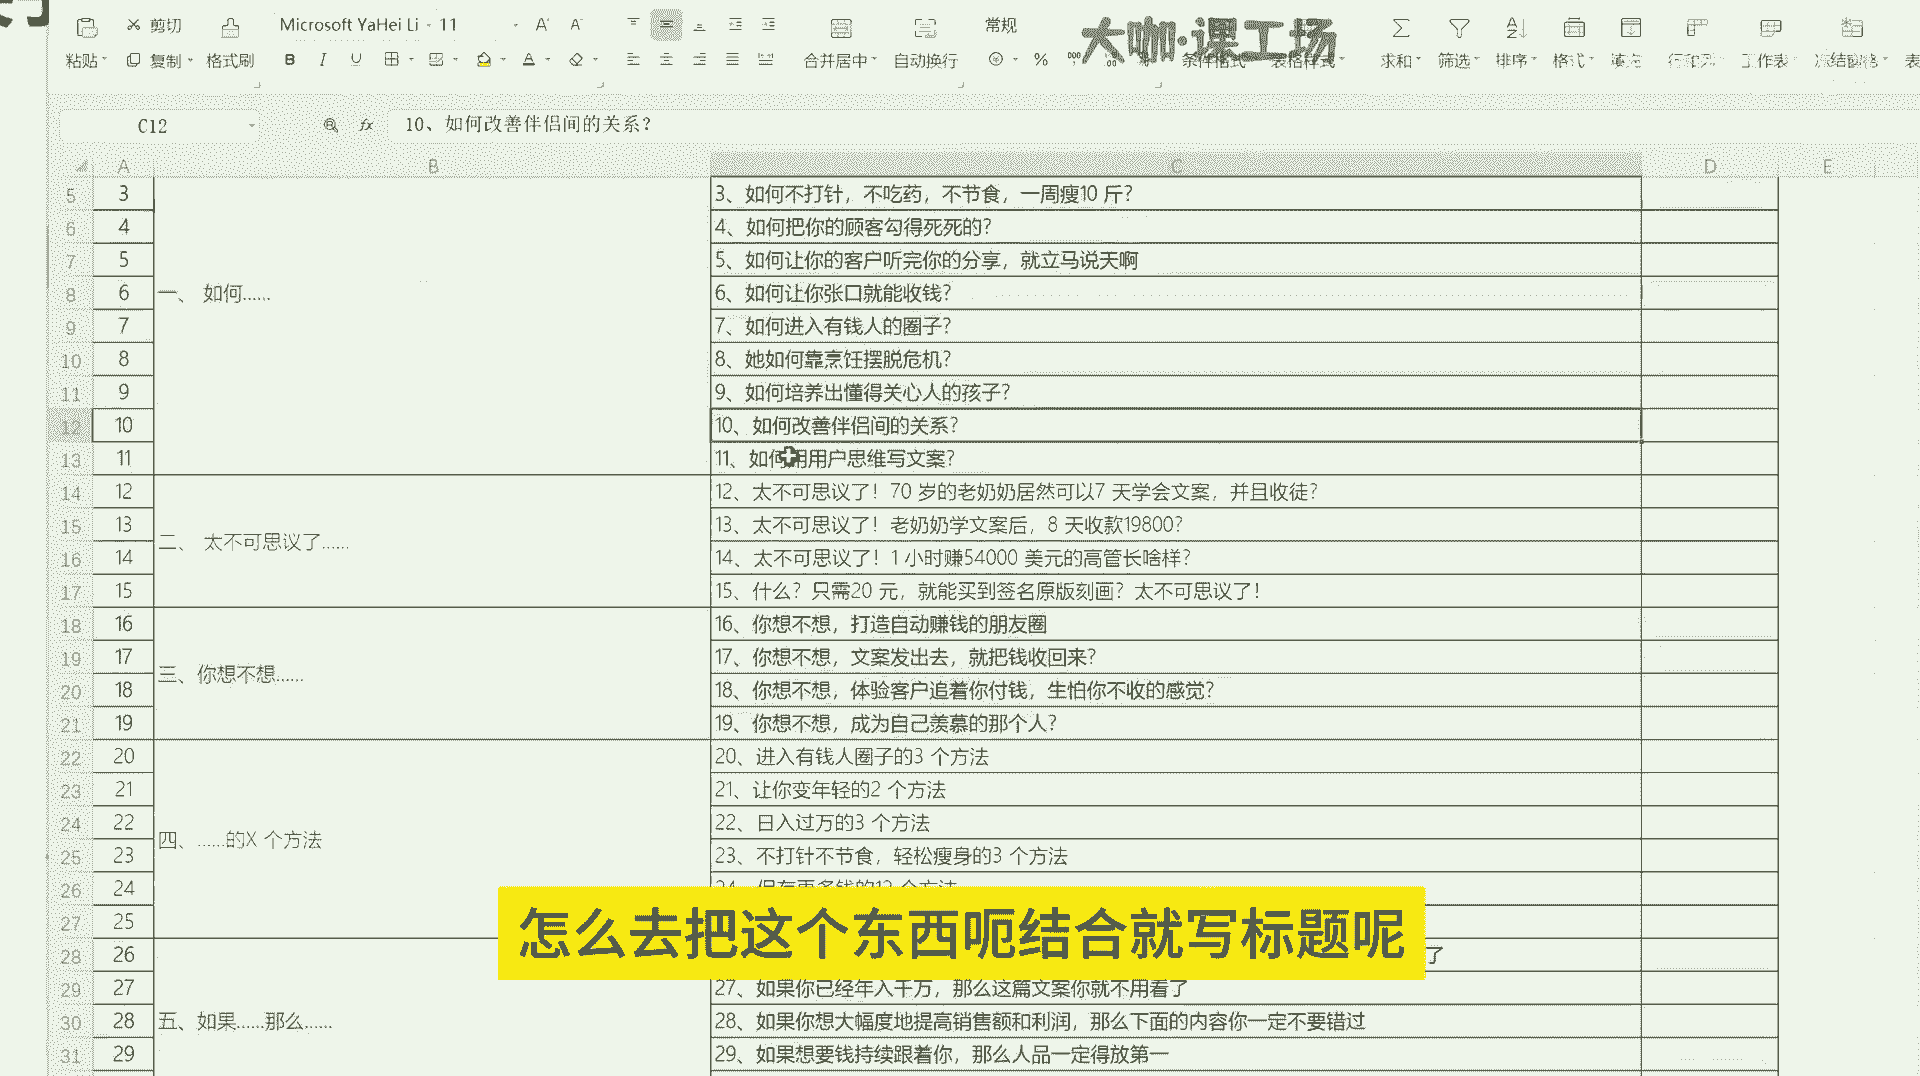 剪切
Microsoft YaHei Li 11 A+ A-
常规
大咖·课工场
粘贴 复制 格式刷 B I U A 合并居中 自动换行 % 条件格式 表格样式 求和 筛选 排序 格式 填充 行和列 工作表 冻结窗格
C12 fx 10、如何改善伴侣间的关系？
A B C D E
5 3 3、如何不打针，不吃药，不节食，一周瘦10 斤？
6 4 4、如何把你的顾客勾得死死的？
7 5 5、如何让你的客户听完你的分享，就立马说天啊
8 6 一、 如何…… 6、如何让你张口就能收钱？
9 7 7、如何进入有钱人的圈子？
10 8 8、她如何靠烹饪摆脱危机？
11 9 9、如何培养出懂得关心人的孩子？
12 10 10、如何改善伴侣间的关系？
13 11 11、如何用用户思维写文案？
14 12 12、太不可思议了！70 岁的老奶奶居然可以7 天学会文案，并且收徒？
15 13 二、 太不可思议了…… 13、太不可思议了！老奶奶学文案后，8 天收款19800？
16 14 14、太不可思议了！1 小时赚54000 美元的高管长啥样？
17 15 15、什么？只需20 元，就能买到签名原版刻画？太不可思议了！
18 16 16、你想不想，打造自动赚钱的朋友圈
19 17 三、你想不想…… 17、你想不想，文案发出去，就把钱收回来？
20 18 18、你想不想，体验客户追着你付钱，生怕你不收的感觉？
21 19 19、你想不想，成为自己羡慕的那个人？
22 20 20、进入有钱人圈子的3 个方法
23 21 21、让你变年轻的2 个方法
24 22 四、……的X 个方法 22、日入过万的3 个方法
25 23 23、不打针不节食，轻松瘦身的3 个方法
26 24
27 25
怎么去把这个东西呃结合就写标题呢
28 26 了
29 27 27、如果你已经年入千万，那么这篇文案你就不用看了
30 28 五、如果……那么…… 28、如果你想大幅度地提高销售额和利润，那么下面的内容你一定不要错过
31 29 29、如果想要钱持续跟着你，那么人品一定得放第一